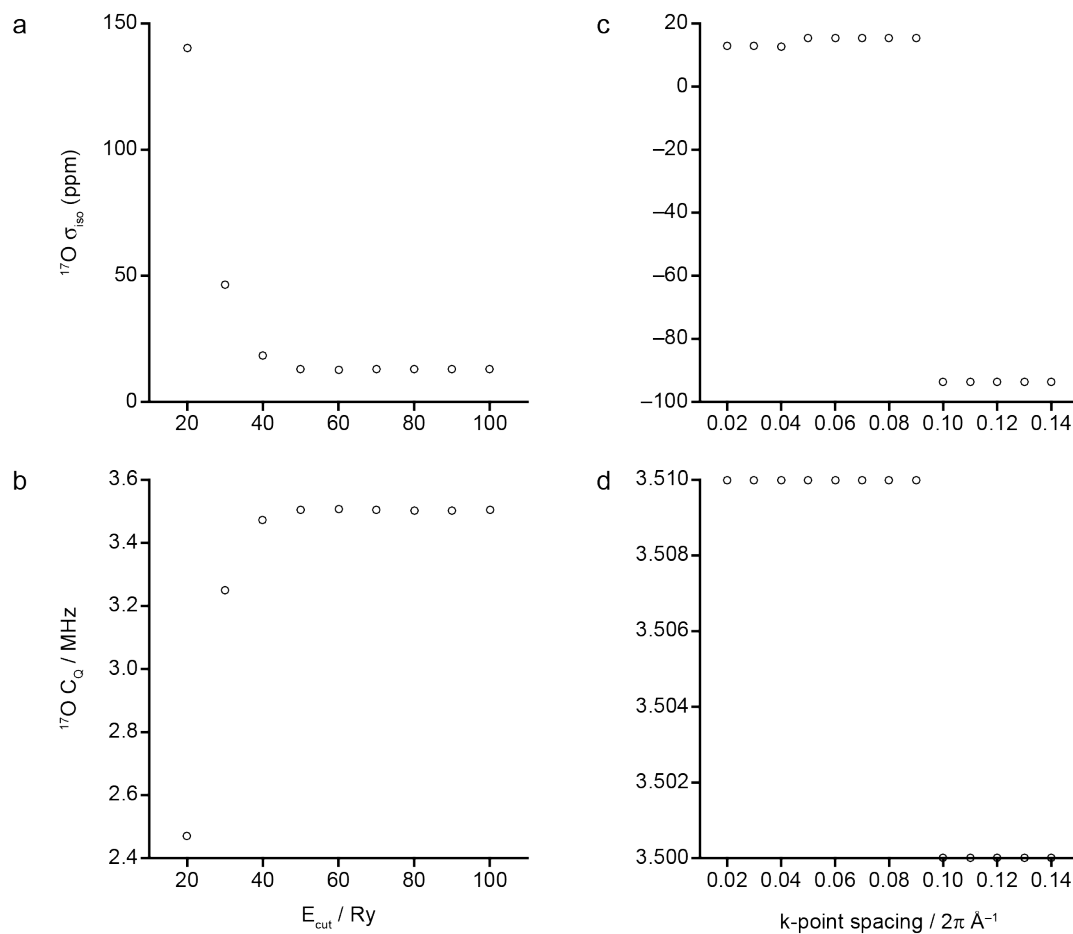 a
150
100
50
0
¹⁷O σiso (ppm)
20 40 60 80 100
c
20
0
–20
–40
–60
–80
–100
0.02 0.04 0.06 0.08 0.10 0.12 0.14
b
3.6
3.4
3.2
3.0
2.8
2.6
2.4
¹⁷O CQ / MHz
20 40 60 80 100
Ecut / Ry
d
3.510
3.508
3.506
3.504
3.502
3.500
0.02 0.04 0.06 0.08 0.10 0.12 0.14
k-point spacing / 2π Å⁻¹